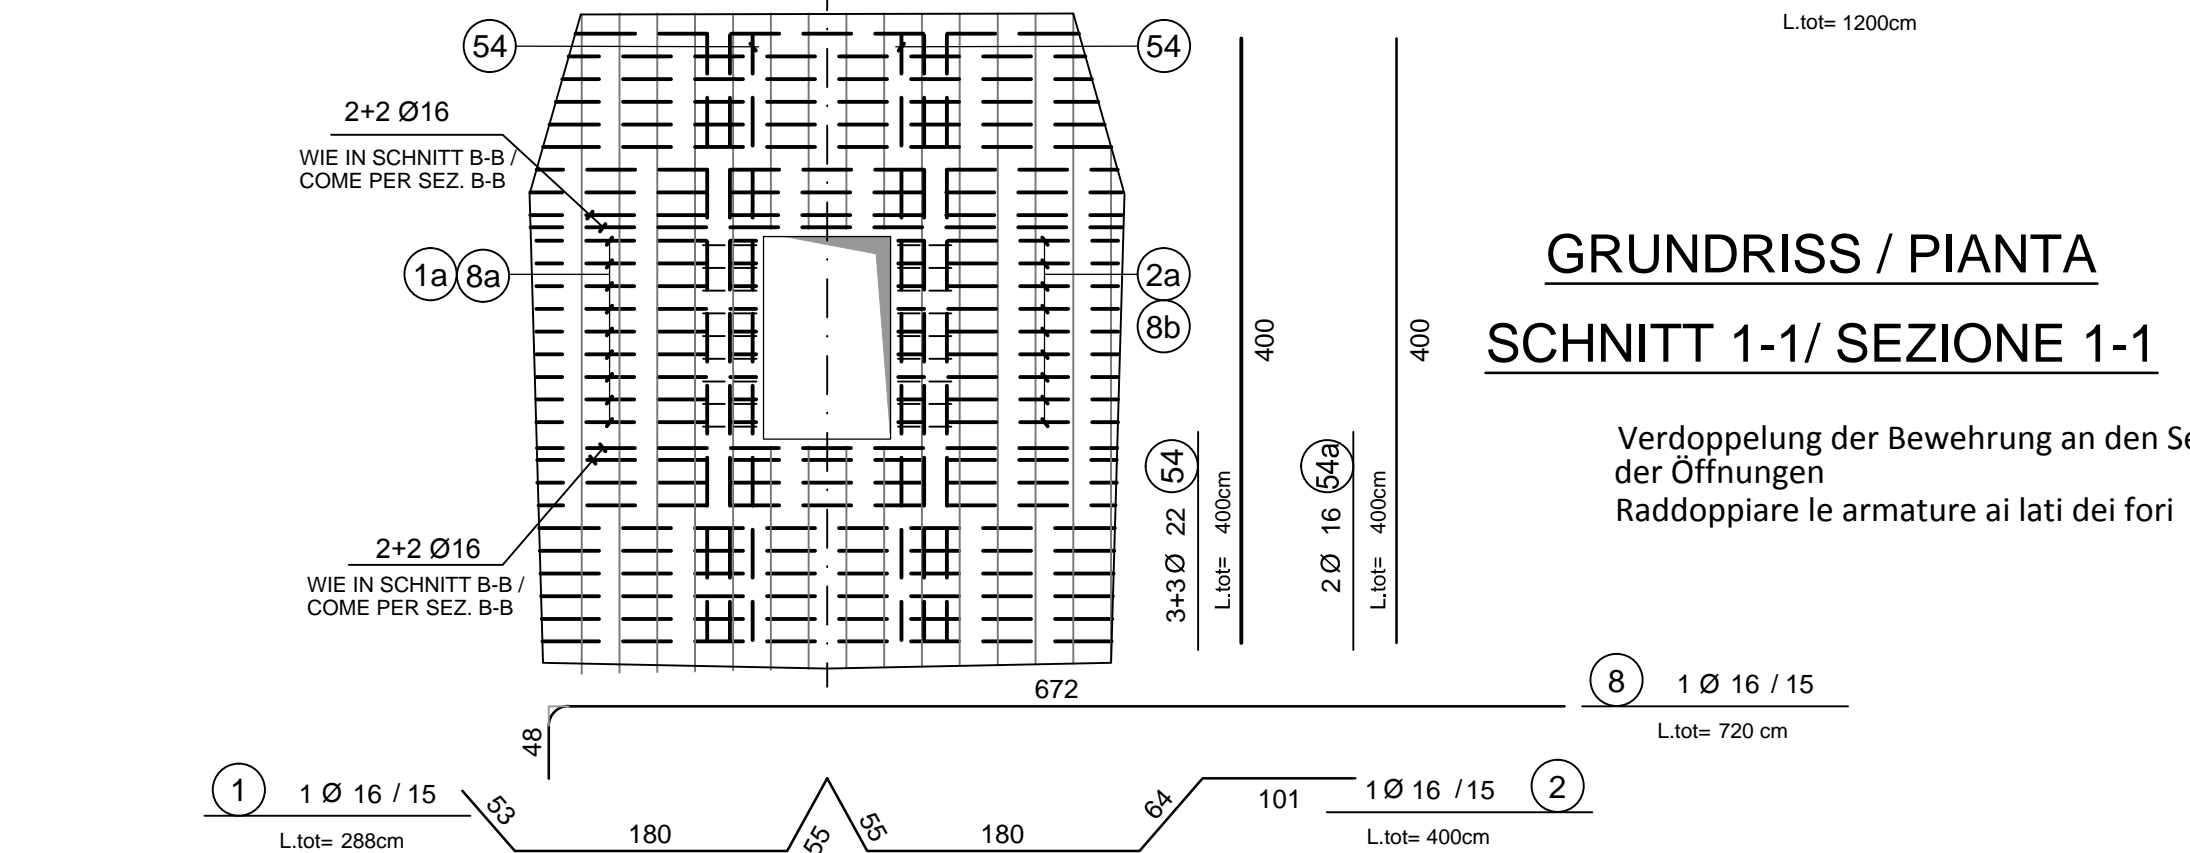 L.tot= 1200cm
54
54
2+2 Ø16
WIE IN SCHNITT B-B /
COME PER SEZ. B-B
1a
8a
2a
8b
400
400
GRUNDRISS / PIANTA
SCHNITT 1-1/ SEZIONE 1-1
Verdoppelung der Bewehrung an den
der Öffnungen
Raddoppiare le armature ai lati dei fori
3+3 Ø 22 54
L.tot= 400cm
2 Ø 16 54a
L.tot= 400cm
2+2 Ø16
WIE IN SCHNITT B-B /
COME PER SEZ. B-B
672
48
8 1 Ø 16 / 15
L.tot= 720 cm
1 1 Ø 16 / 15
L.tot= 288cm
53
180
55
55
180
64
101
1 Ø 16 / 15 2
L.tot= 400cm